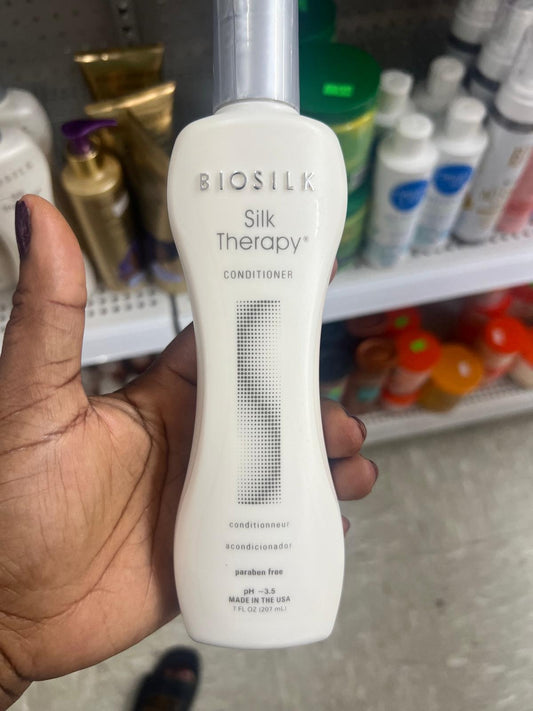 BIOSILK
Silk
Therapy®
CONDITIONER
conditionneur
acondicionador
paraben free
pH ~3.5
MADE IN THE USA
7 FL OZ (207 mL)